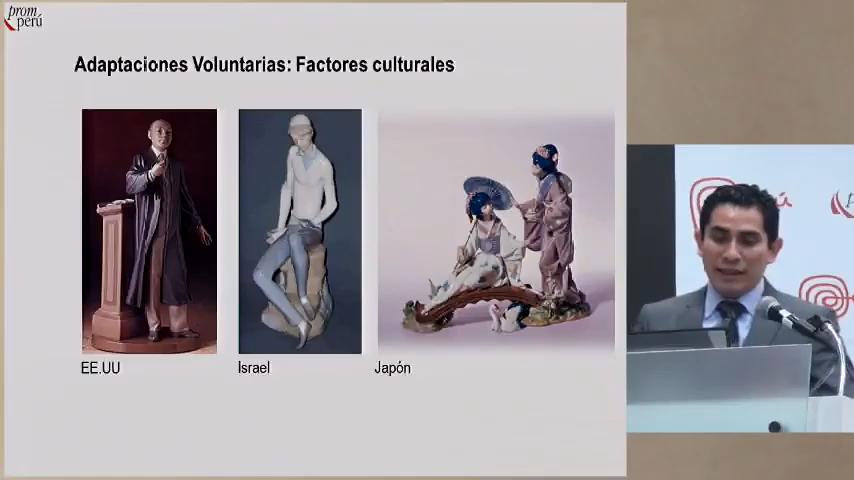 prom
perú
Adaptaciones Voluntarias: Factores culturales
EE.UU
Israel
Japón